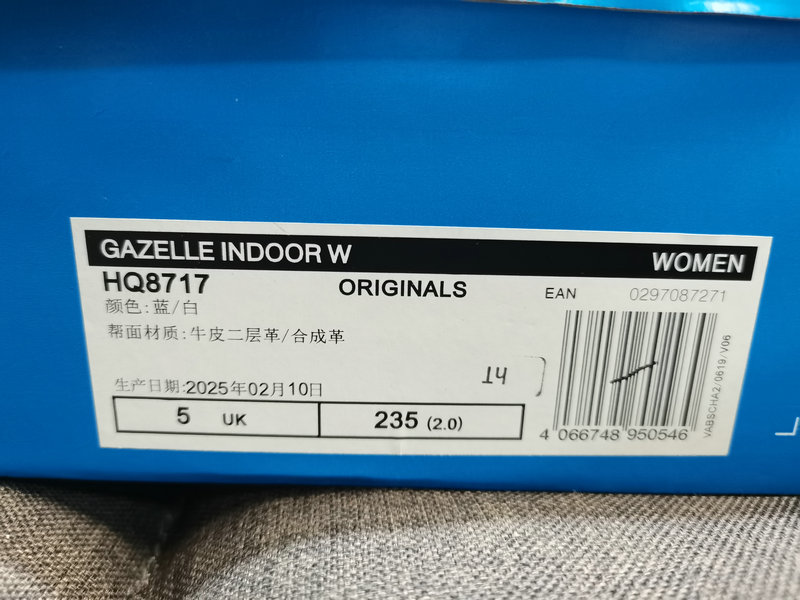 GAZELLE INDOOR W
WOMEN
HQ8717
ORIGINALS
EAN
0297087271
颜色:蓝/白
帮面材质:牛皮二层革/合成革
14
生产日期:2025年02月10日
5 UK
235 (2.0)
4 066748 950546
VABSCHA2/0619/V06